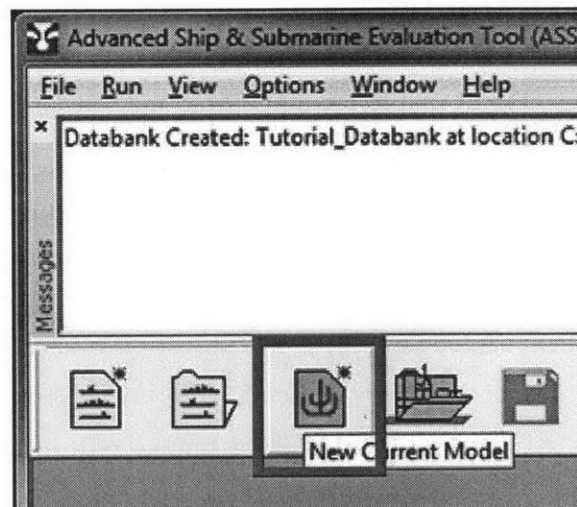 Advanced Ship & Submarine Evaluation Tool (ASS
File Run View Options Window Help
Databank Created: Tutorial_Databank at location C:
Messages
New Current Model